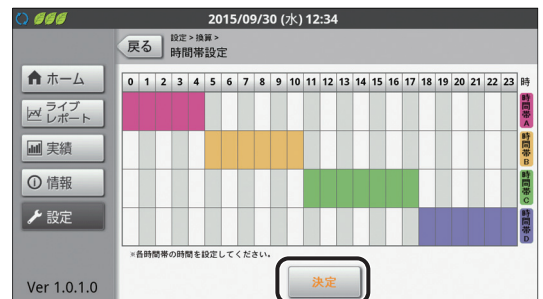 2015/09/30 (水) 12:34
戻る
設定 > 換算 >
時間帯設定
ホーム
ライブ
レポート
実績
情報
設定
0 1 2 3 4 5 6 7 8 9 10 11 12 13 14 15 16 17 18 19 20 21 22 23 時
時間帯A
時間帯B
時間帯C
時間帯D
※各時間帯の時間を設定してください。
決定
Ver 1.0.1.0